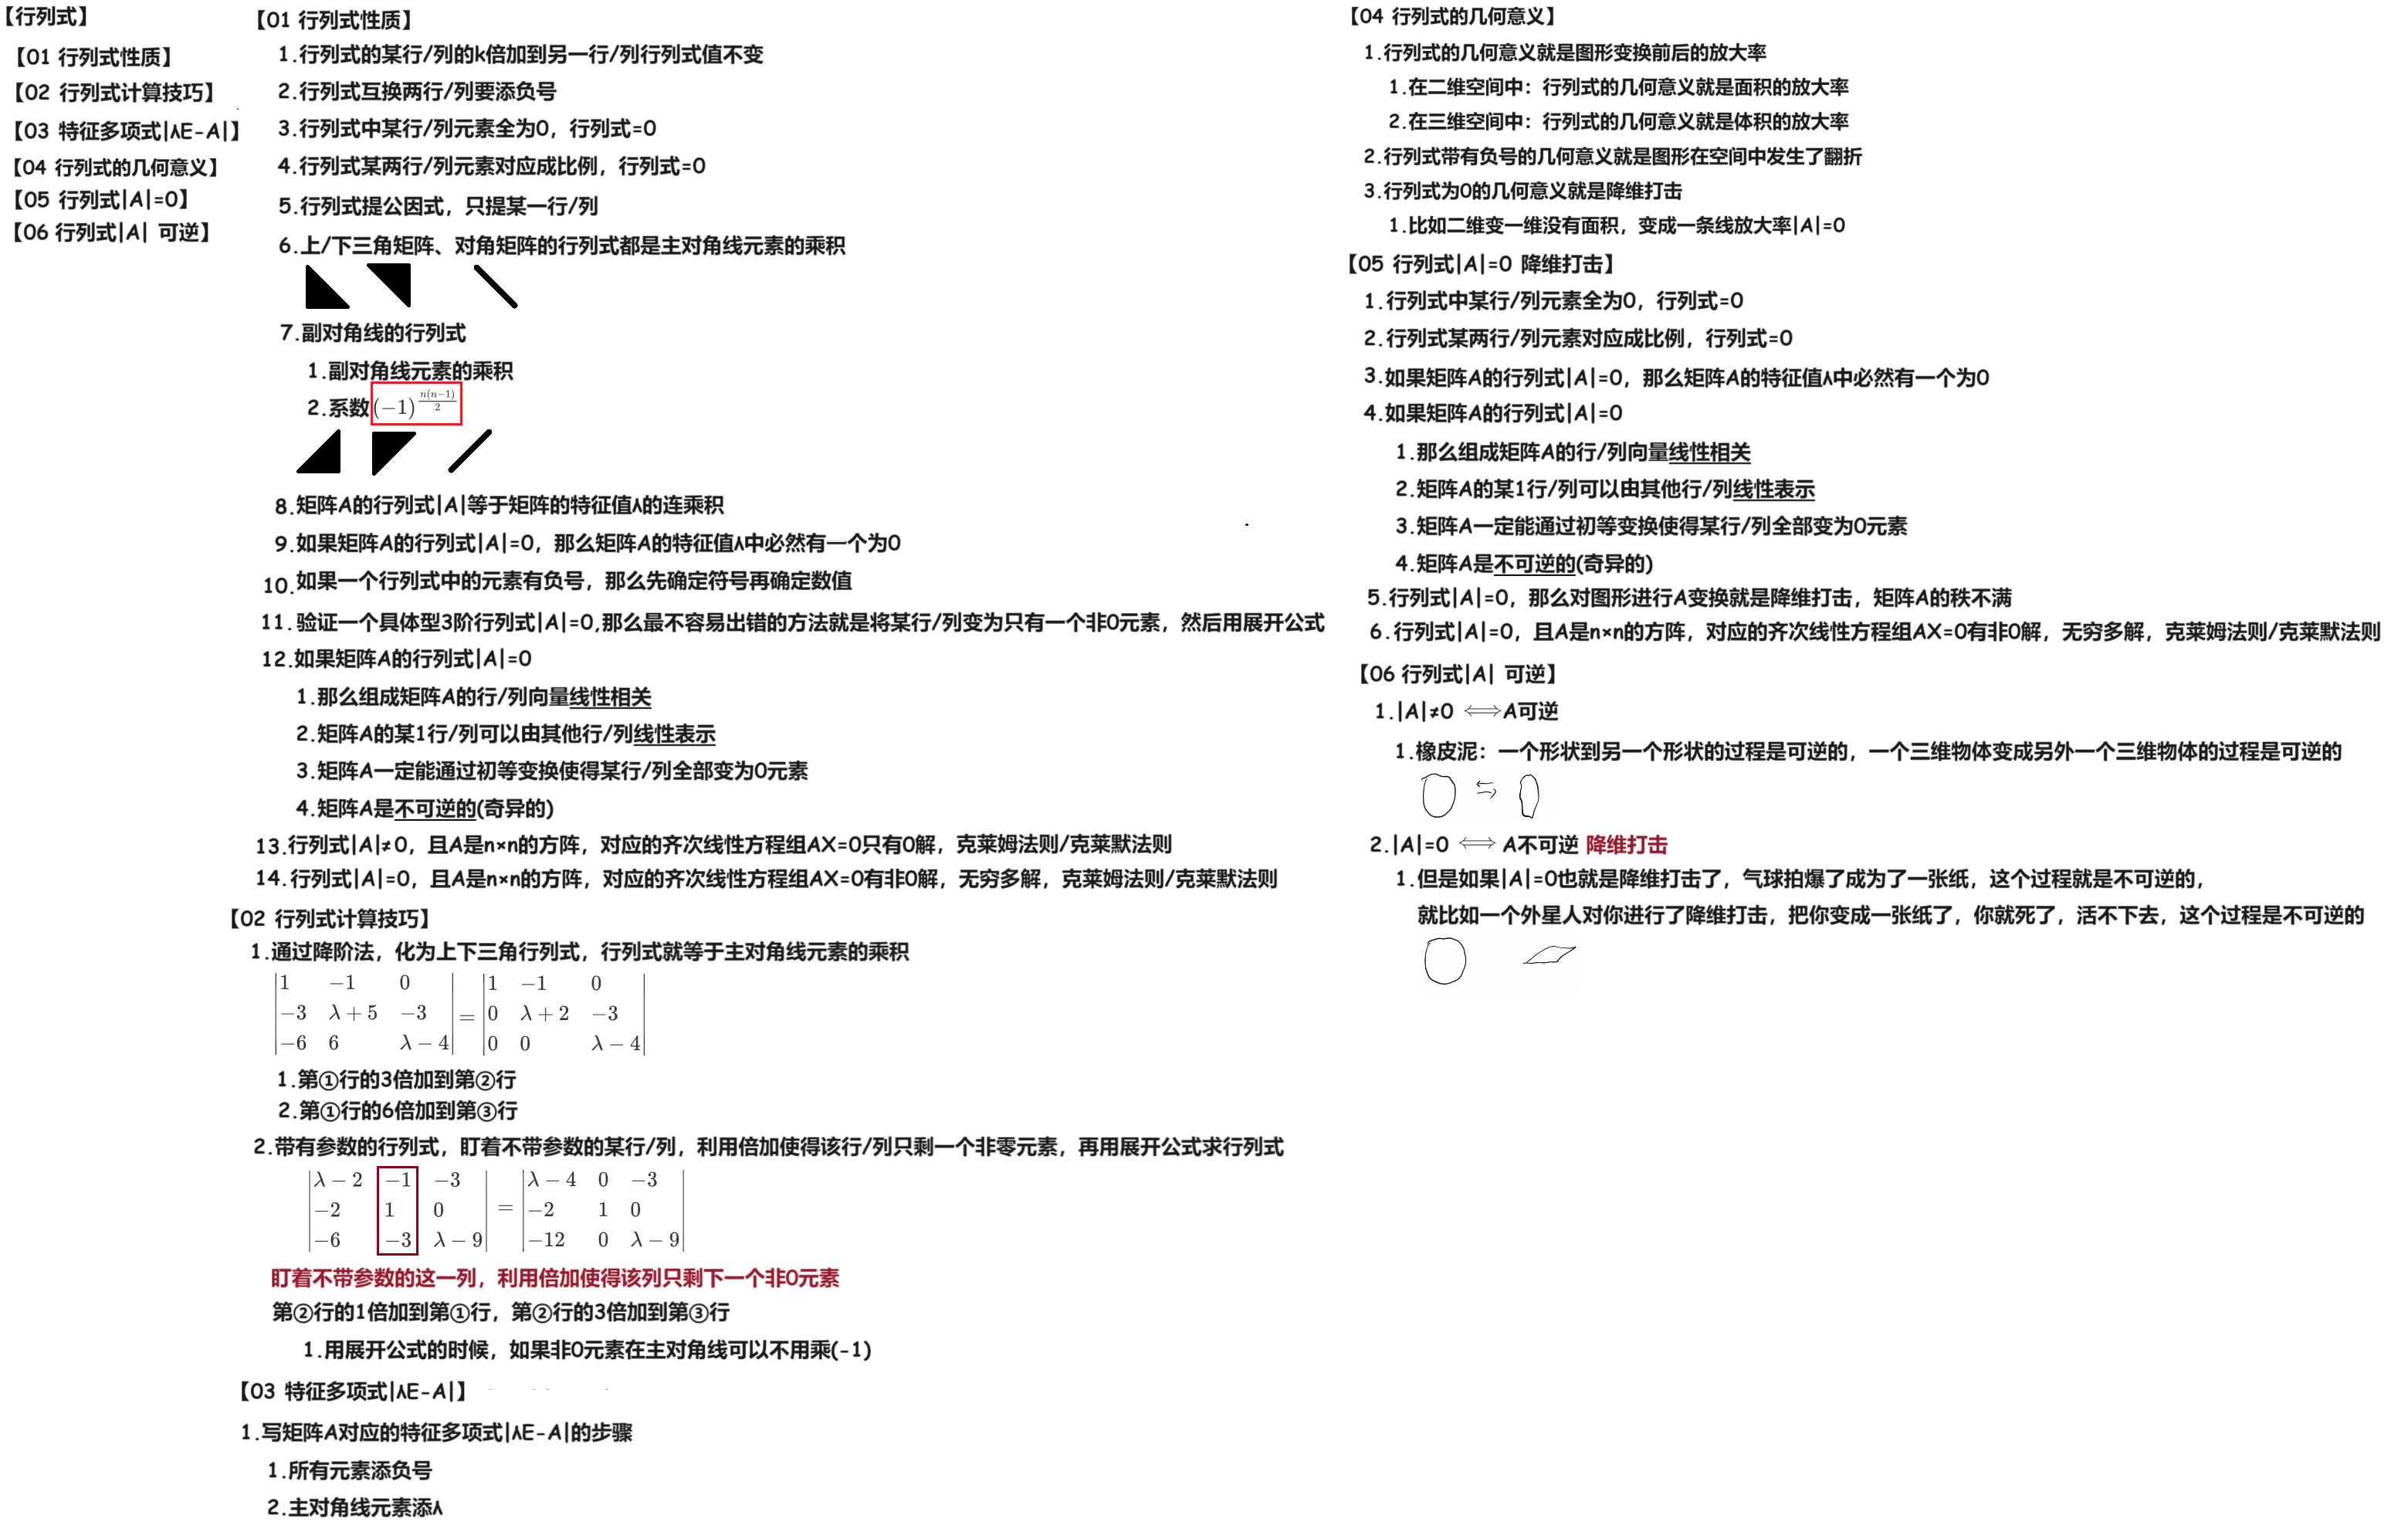 【行列式】
【01 行列式性质】
【02 行列式计算技巧】
【03 特征多项式|λE-A|】
【04 行列式的几何意义】
【05 行列式|A|=0】
【06 行列式|A| 可逆】
【01 行列式性质】
1.行列式的某行/列的k倍加到另一行/列行列式值不变
2.行列式互换两行/列要添负号
3.行列式中某行/列元素全为0，行列式=0
4.行列式某两行/列元素对应成比例，行列式=0
5.行列式提公因式，只提某一行/列
6.上/下三角矩阵、对角矩阵的行列式都是主对角线元素的乘积
7.副对角线的行列式
1.副对角线元素的乘积
2.系数(−1)^{\frac{n(n−1)}{2}}
8.矩阵A的行列式|A|等于矩阵的特征值λ的连乘积
9.如果矩阵A的行列式|A|=0，那么矩阵A的特征值λ中必然有一个为0
10.如果一个行列式中的元素有负号，那么先确定符号再确定数值
11.验证一个具体型3阶行列式|A|=0,那么最不容易出错的方法就是将某行/列变为只有一个非0元素，然后用展开公式
12.如果矩阵A的行列式|A|=0
1.那么组成矩阵A的行/列向量线性相关
2.矩阵A的某1行/列可以由其他行/列线性表示
3.矩阵A一定能通过初等变换使得某行/列全部变为0元素
4.矩阵A是不可逆的(奇异的)
13.行列式|A|≠0，且A是n×n的方阵，对应的齐次线性方程组AX=0只有0解，克莱姆法则/克莱默法则
14.行列式|A|=0，且A是n×n的方阵，对应的齐次线性方程组AX=0有非0解，无穷多解，克莱姆法则/克莱默法则
【02 行列式计算技巧】
1.通过降阶法，化为上下三角行列式，行列式就等于主对角线元素的乘积
|1 −1 0| |1 −1 0|
|−3 λ+5 −3| = |0 λ+2 −3|
|−6 6 λ−4| |0 0 λ−4|
1.第①行的3倍加到第②行
2.第①行的6倍加到第③行
2.带有参数的行列式，盯着不带参数的某行/列，利用倍加使得该行/列只剩一个非零元素，再用展开公式求行列式
|λ−2 −1 −3| |λ−4 0 −3|
|−2 1 0| = |−2 1 0|
|−6 −3 λ−9| |−12 0 λ−9|
盯着不带参数的这一列，利用倍加使得该列只剩下一个非0元素
第②行的1倍加到第①行，第②行的3倍加到第③行
1.用展开公式的时候，如果非0元素在主对角线可以不用乘(-1)
【03 特征多项式|λE-A|】
1.写矩阵A对应的特征多项式|λE-A|的步骤
1.所有元素添负号
2.主对角线元素添λ
【04 行列式的几何意义】
1.行列式的几何意义就是图形变换前后的放大率
1.在二维空间中：行列式的几何意义就是面积的放大率
2.在三维空间中：行列式的几何意义就是体积的放大率
2.行列式带有负号的几何意义就是图形在空间中发生了翻折
3.行列式为0的几何意义就是降维打击
1.比如二维变一维没有面积，变成一条线放大率|A|=0
【05 行列式|A|=0 降维打击】
1.行列式中某行/列元素全为0，行列式=0
2.行列式某两行/列元素对应成比例，行列式=0
3.如果矩阵A的行列式|A|=0，那么矩阵A的特征值λ中必然有一个为0
4.如果矩阵A的行列式|A|=0
1.那么组成矩阵A的行/列向量线性相关
2.矩阵A的某1行/列可以由其他行/列线性表示
3.矩阵A一定能通过初等变换使得某行/列全部变为0元素
4.矩阵A是不可逆的(奇异的)
5.行列式|A|=0，那么对图形进行A变换就是降维打击，矩阵A的秩不满
6.行列式|A|=0，且A是n×n的方阵，对应的齐次线性方程组AX=0有非0解，无穷多解，克莱姆法则/克莱默法则
【06 行列式|A| 可逆】
1.|A|≠0 ⟺A可逆
1.橡皮泥：一个形状到另一个形状的过程是可逆的，一个三维物体变成另外一个三维物体的过程是可逆的
2.|A|=0 ⟺ A不可逆 降维打击
1.但是如果|A|=0也就是降维打击了，气球拍爆了成为了一张纸，这个过程就是不可逆的，
就比如一个外星人对你进行了降维打击，把你变成一张纸了，你就死了，活不下去，这个过程是不可逆的